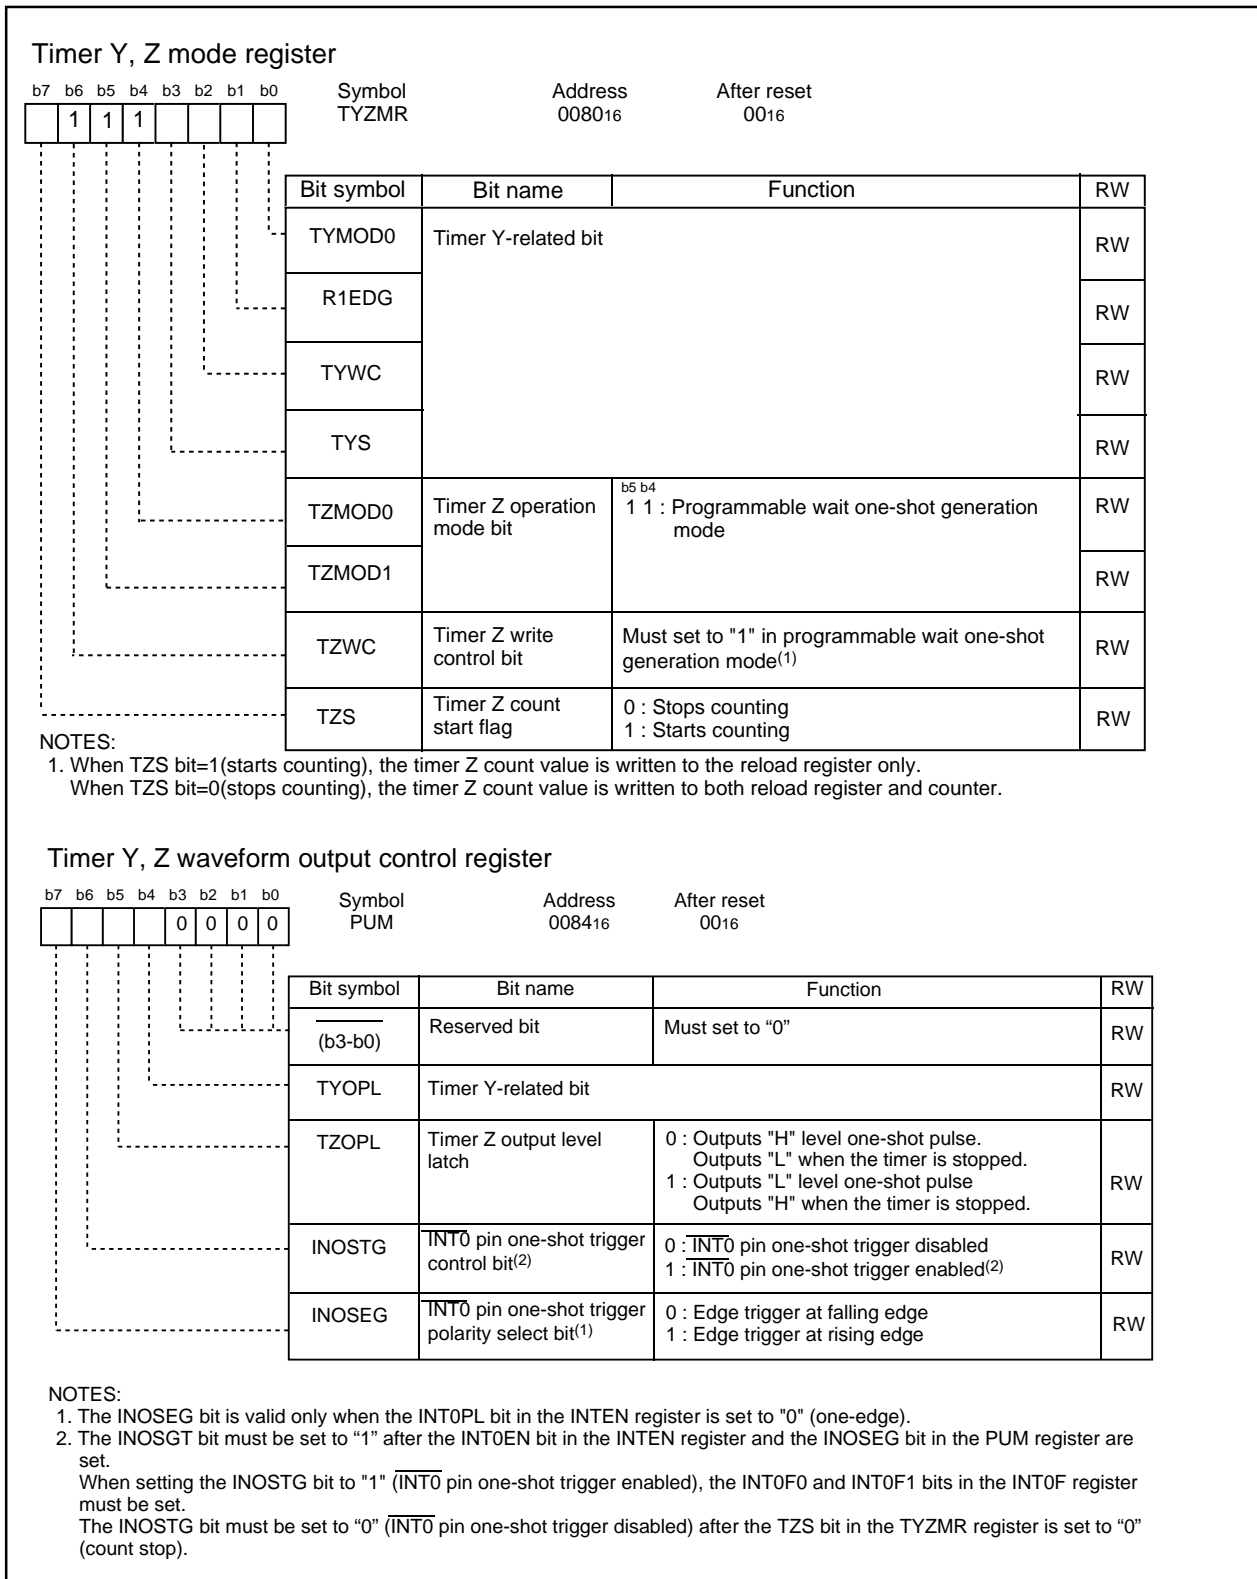 Timer Y, Z mode register
b7 b6 b5 b4 b3 b2 b1 b0 Symbol Address After reset
1 1 1 TYZMR 008016 0016
Bit symbol Bit name Function RW
TYMOD0 Timer Y-related bit RW
R1EDG RW
TYWC RW
TYS RW
b5 b4
TZMOD0 Timer Z operation 1 1 : Programmable wait one-shot generation RW
mode bit mode
TZMOD1 RW
TZWC Timer Z write Must set to "1" in programmable wait one-shot RW
control bit generation mode(1)
TZS Timer Z count 0 : Stops counting RW
start flag 1 : Starts counting
NOTES:
1. When TZS bit=1(starts counting), the timer Z count value is written to the reload register only.
When TZS bit=0(stops counting), the timer Z count value is written to both reload register and counter.
Timer Y, Z waveform output control register
b7 b6 b5 b4 b3 b2 b1 b0 Symbol Address After reset
0 0 0 0 PUM 008416 0016
Bit symbol Bit name Function RW
(b3-b0) Reserved bit Must set to “0” RW
TYOPL Timer Y-related bit RW
TZOPL Timer Z output level 0 : Outputs "H" level one-shot pulse. RW
latch Outputs "L" when the timer is stopped.
1 : Outputs "L" level one-shot pulse
Outputs "H" when the timer is stopped.
INOSTG INT0 pin one-shot trigger 0 : INT0 pin one-shot trigger disabled RW
control bit(2) 1 : INT0 pin one-shot trigger enabled(2)
INOSEG INT0 pin one-shot trigger 0 : Edge trigger at falling edge RW
polarity select bit(1) 1 : Edge trigger at rising edge
NOTES:
1. The INOSEG bit is valid only when the INT0PL bit in the INTEN register is set to "0" (one-edge).
2. The INOSGT bit must be set to “1” after the INT0EN bit in the INTEN register and the INOSEG bit in the PUM register are
set.
When setting the INOSTG bit to "1" (INT0 pin one-shot trigger enabled), the INT0F0 and INT0F1 bits in the INT0F register
must be set.
The INOSTG bit must be set to “0” (INT0 pin one-shot trigger disabled) after the TZS bit in the TYZMR register is set to “0”
(count stop).